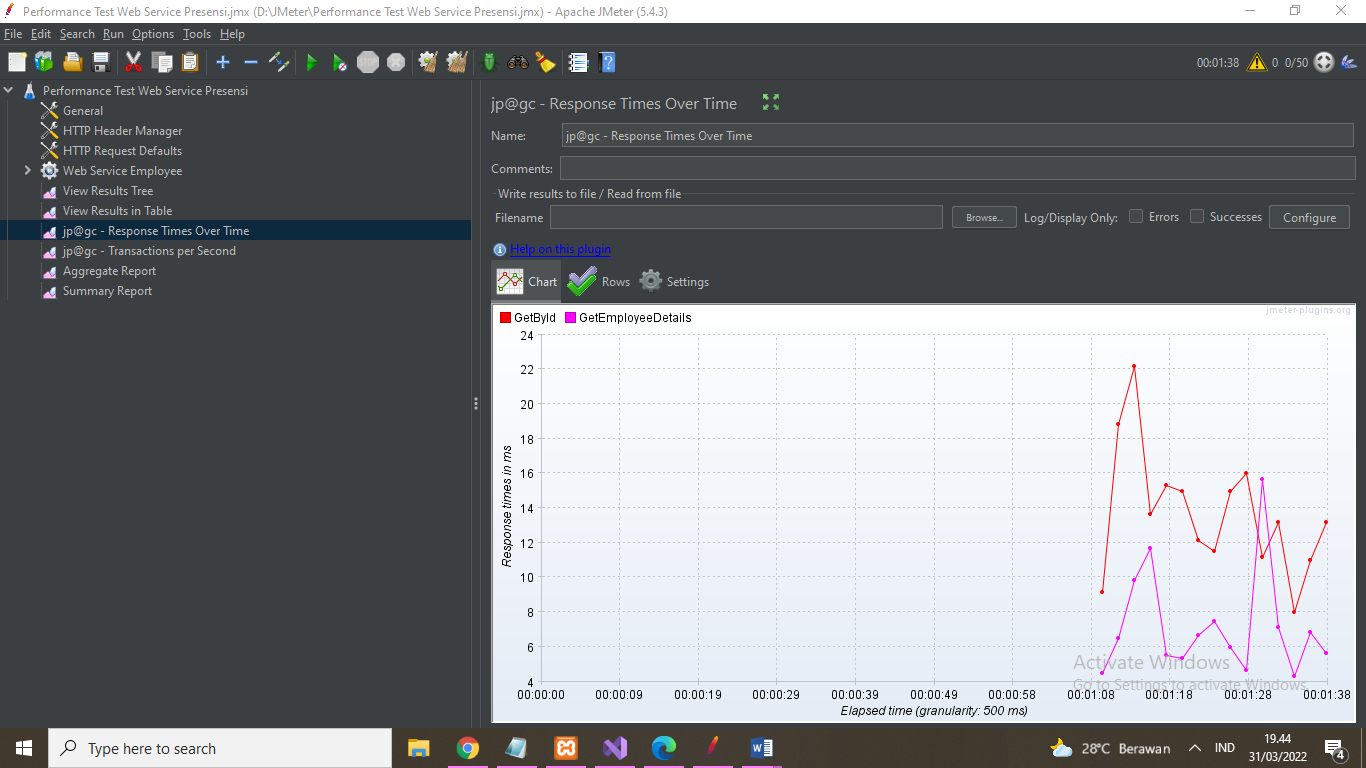 Performance Test Web Service Presensi.jmx (D:\JMeter\Performance Test Web Service Presensi.jmx) - Apache JMeter (5.4.3)
File Edit Search Run Options Tools Help
STOP 00:01:38 0 0/50
Performance Test Web Service Presensi
General
HTTP Header Manager
HTTP Request Defaults
Web Service Employee
View Results Tree
View Results in Table
jp@gc - Response Times Over Time
jp@gc - Transactions per Second
Aggregate Report
Summary Report
jp@gc - Response Times Over Time
Name: jp@gc - Response Times Over Time
Comments:
Write results to file / Read from file
Filename Browse... Log/Display Only: Errors Successes Configure
Help on this plugin
Chart Rows Settings
GetById GetEmployeeDetails jmeter-plugins.org
24
22
20
18
16
14
12
10
8
6
4
Response times in ms
00:00:00 00:00:09 00:00:19 00:00:29 00:00:39 00:00:49 00:00:58 00:01:08 00:01:18 00:01:28 00:01:38
Elapsed time (granularity: 500 ms)
Activate Windows
Go to Settings to activate Windows.
Type here to search
28°C Berawan IND
19.44
31/03/2022
4